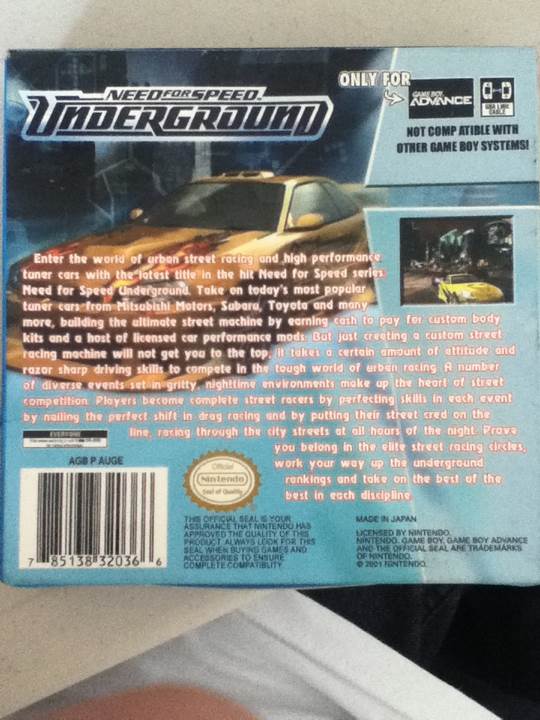 NEED FOR SPEED
UNDERGROUND
ONLY FOR
GAME BOY
ADVANCE
GBA LINK
CABLE
NOT COMP ATIBLE WITH
OTHER GAME BOY SYSTEMS!
Enter the world of urban street racing and high performance
tuner cars with the latest title in the hit Need for Speed series:
Need for Speed Underground. Take on today's most popular
tuner cars from Mitsubishi Motors, Subaru, Toyota and many
more, building the ultimate street machine by earning cash to pay for custom body
kits and a host of licensed car performance mods. But just creating a custom street
racing machine will not get you to the top. It takes a certain amount of attitude and
razor sharp driving skills to compete in the tough world of urban racing. A number
of diverse events set in gritty, nighttime environments make up the heart of street
competition. Players become complete street racers by perfecting skills in each event
by nailing the perfect shift in drag racing and by putting their street cred on the
line, racing through the city streets at all hours of the night. Prove
you belong in the elite street racing circles,
work your way up the underground
rankings and take on the best of the
best in each discipline.
EVERYONE
AGB P AUGE
7 85138 32036 6
Official
Nintendo
Seal of Quality
THIS OFFICIAL SEAL IS YOUR
ASSURANCE THAT NINTENDO HAS
APPROVED THE QUALITY OF THIS
PRODUCT. ALWAYS LOOK FOR THIS
SEAL WHEN BUYING GAMES AND
ACCESSORIES TO ENSURE
COMPLETE COMPATIBLITY.
MADE IN JAPAN
LICENSED BY NINTENDO.
NINTENDO, GAME BOY, GAME BOY ADVANCE
AND THE OFFICIAL SEAL ARE TRADEMARKS
OF NINTENDO.
© 2001 NINTENDO.